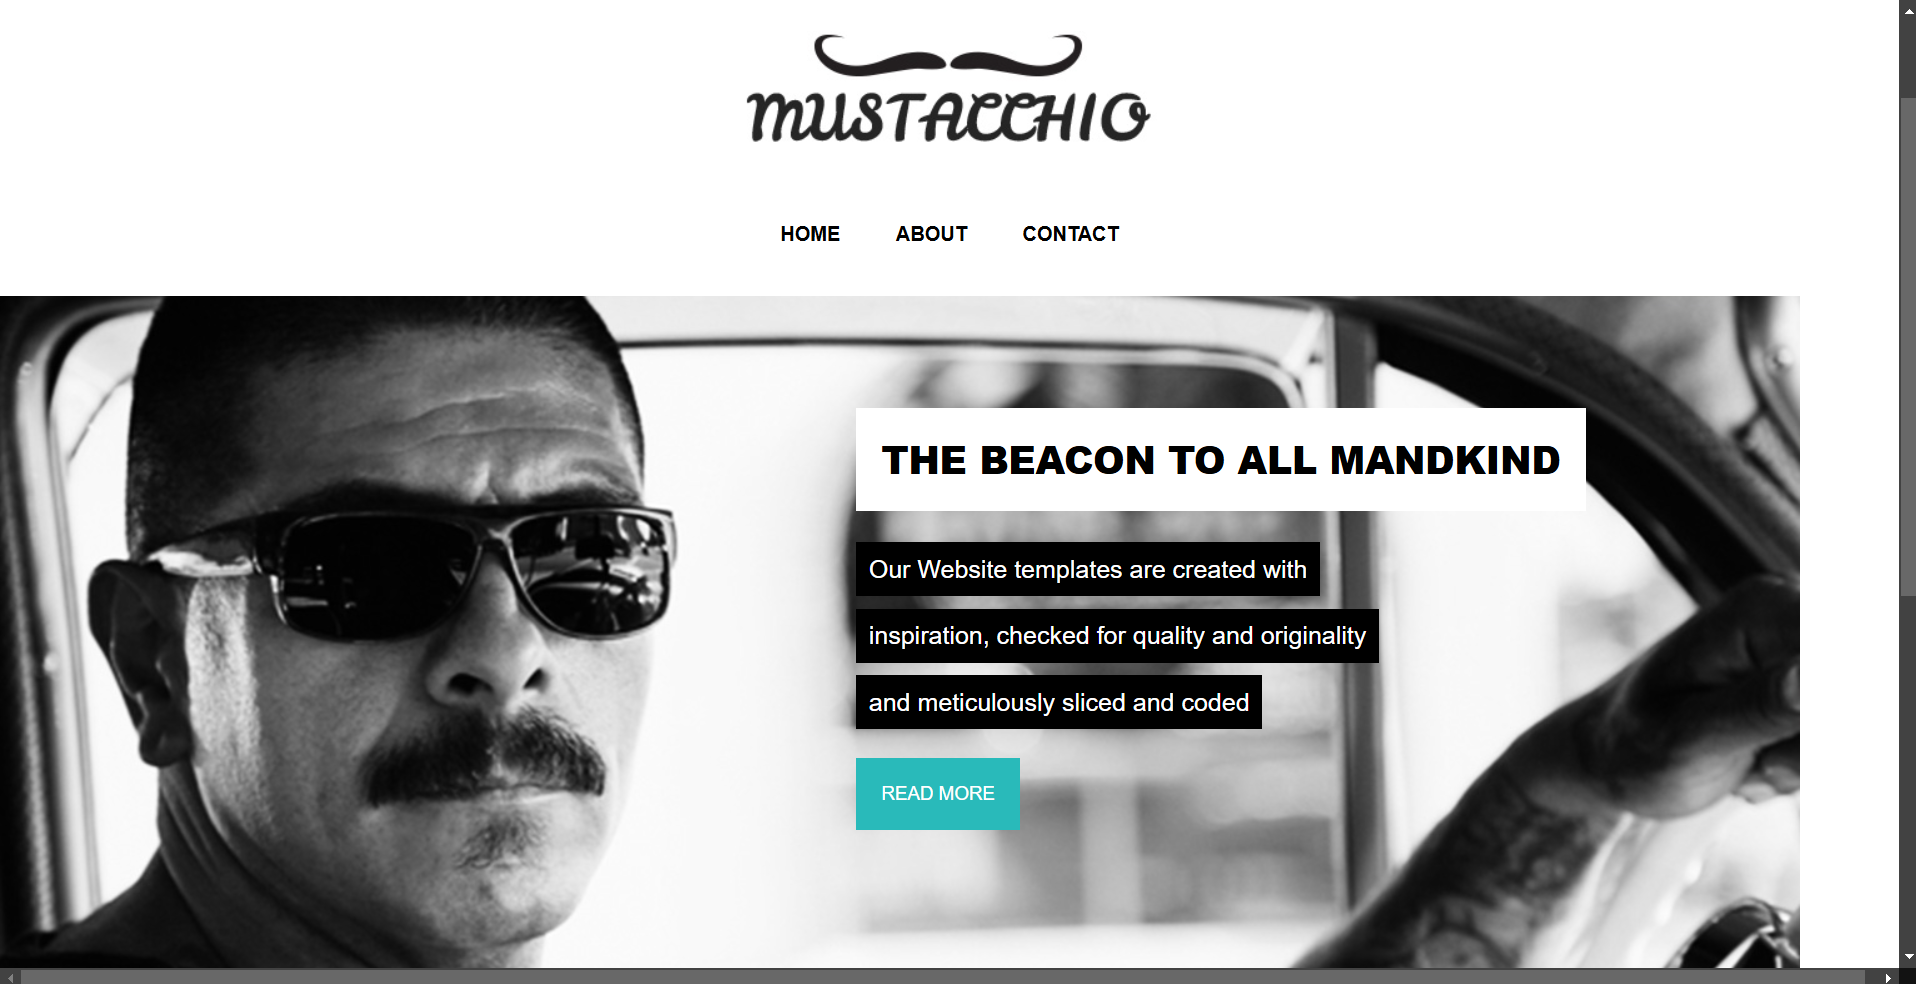 MUSTACCHIO
HOME ABOUT CONTACT
THE BEACON TO ALL MANDKIND
Our Website templates are created with
inspiration, checked for quality and originality
and meticulously sliced and coded
READ MORE